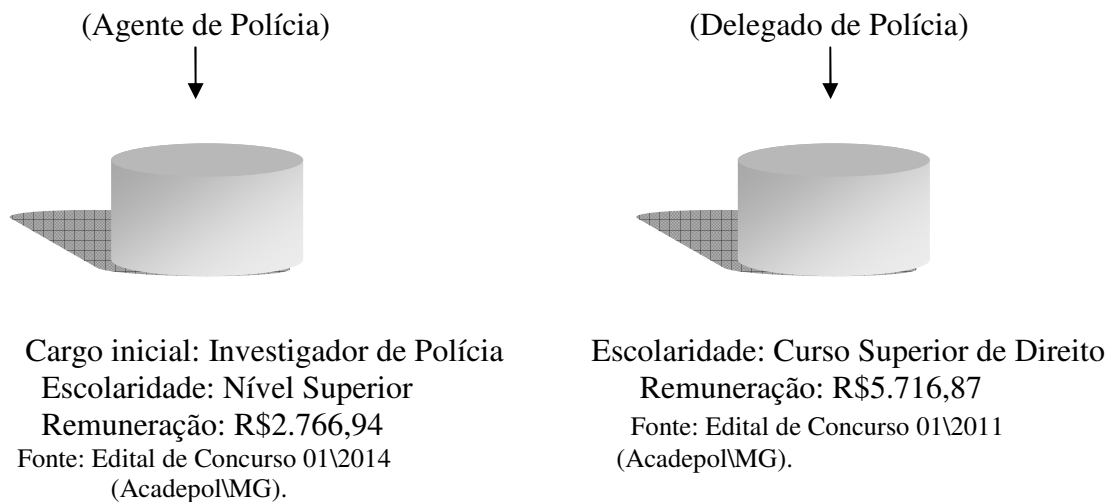 (Agente de Polícia)
Cargo inicial: Investigador de Polícia
Escolaridade: Nível Superior
Remuneração: R$2.766,94
Fonte: Edital de Concurso 01\2014
(Acadepol\MG).
(Delegado de Polícia)
Escolaridade: Curso Superior de Direito
Remuneração: R$5.716,87
Fonte: Edital de Concurso 01\2011
(Acadepol\MG).